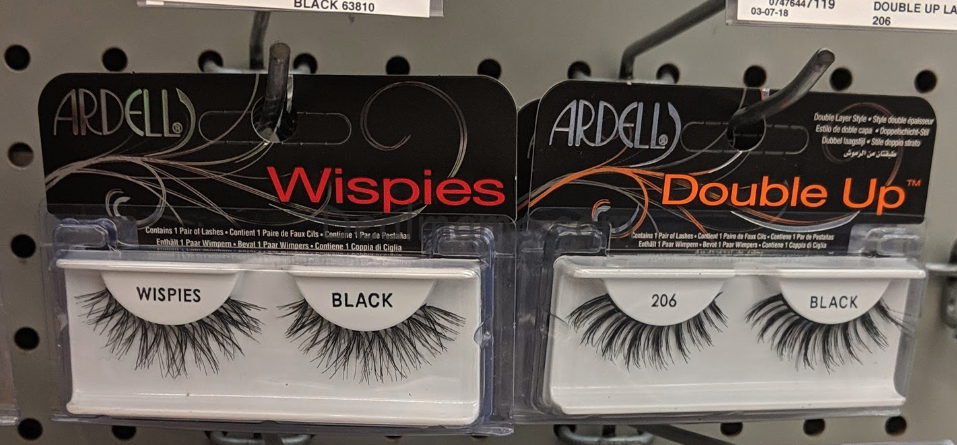 BLACK 63810
07476447119
03-07-18
DOUBLE UP LA
206
ARDELL®
Wispies
Contains 1 Pair of Lashes • Contient 1 Paire de Faux Cils • Contiene 1 Par de Pestañas
Enthält 1 Paar Wimpern • Bevat 1 Paar Wimpers • Contiene 1 Coppia di Ciglia
WISPIES
BLACK
ARDELL®
Double Layer Style • Style double épaisseur
Estilo de doble capa • Doppelschicht-Stil
Dubbel laagstijl • Stile doppio strato
طبقتان من الرموش
Double Up™
Contains 1 Pair of Lashes • Contient 1 Paire de Faux Cils • Contiene 1 Par de Pestañas
Enthält 1 Paar Wimpern • Bevat 1 Paar Wimpers • Contiene 1 Coppia di Ciglia
206
BLACK